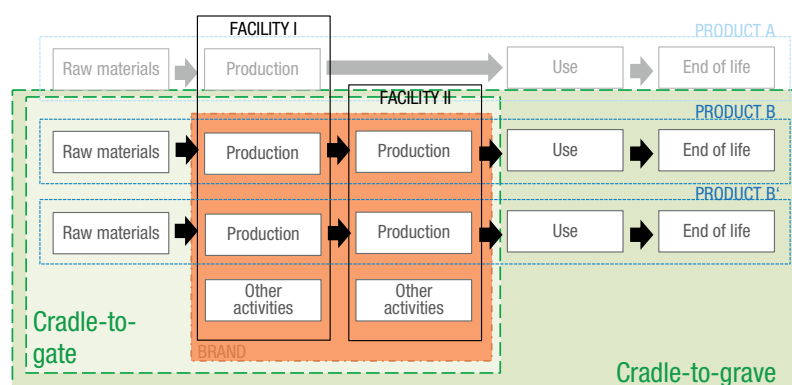 FACILITY I
PRODUCT A
Raw materials
Production
Use
End of life
FACILITY II
PRODUCT B
Raw materials
Production
Production
Use
End of life
PRODUCT B‘
Raw materials
Production
Production
Use
End of life
Other
activities
Other
activities
Cradle-to-
gate
BRAND
Cradle-to-grave